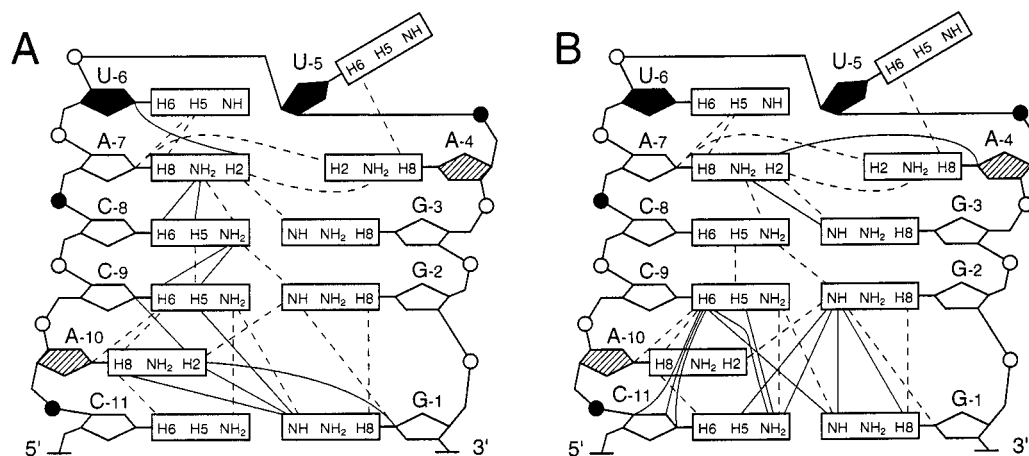 A
B
U-5
H6 H5 NH
U-6
H6 H5 NH
A-7
H8 NH2 H2
H2 NH2 H8
A-4
C-8
H6 H5 NH2
NH NH2 H8
G-3
C-9
H6 H5 NH2
NH NH2 H8
G-2
A-10
H8 NH2 H2
C-11
H6 H5 NH2
NH NH2 H8
G-1
5'
3'
U-5
H6 H5 NH
U-6
H6 H5 NH
A-7
H8 NH2 H2
H2 NH2 H8
A-4
C-8
H6 H5 NH2
NH NH2 H8
G-3
C-9
H6 H5 NH2
NH NH2 H8
G-2
A-10
H8 NH2 H2
C-11
H6 H5 NH2
NH NH2 H8
G-1
5'
3'